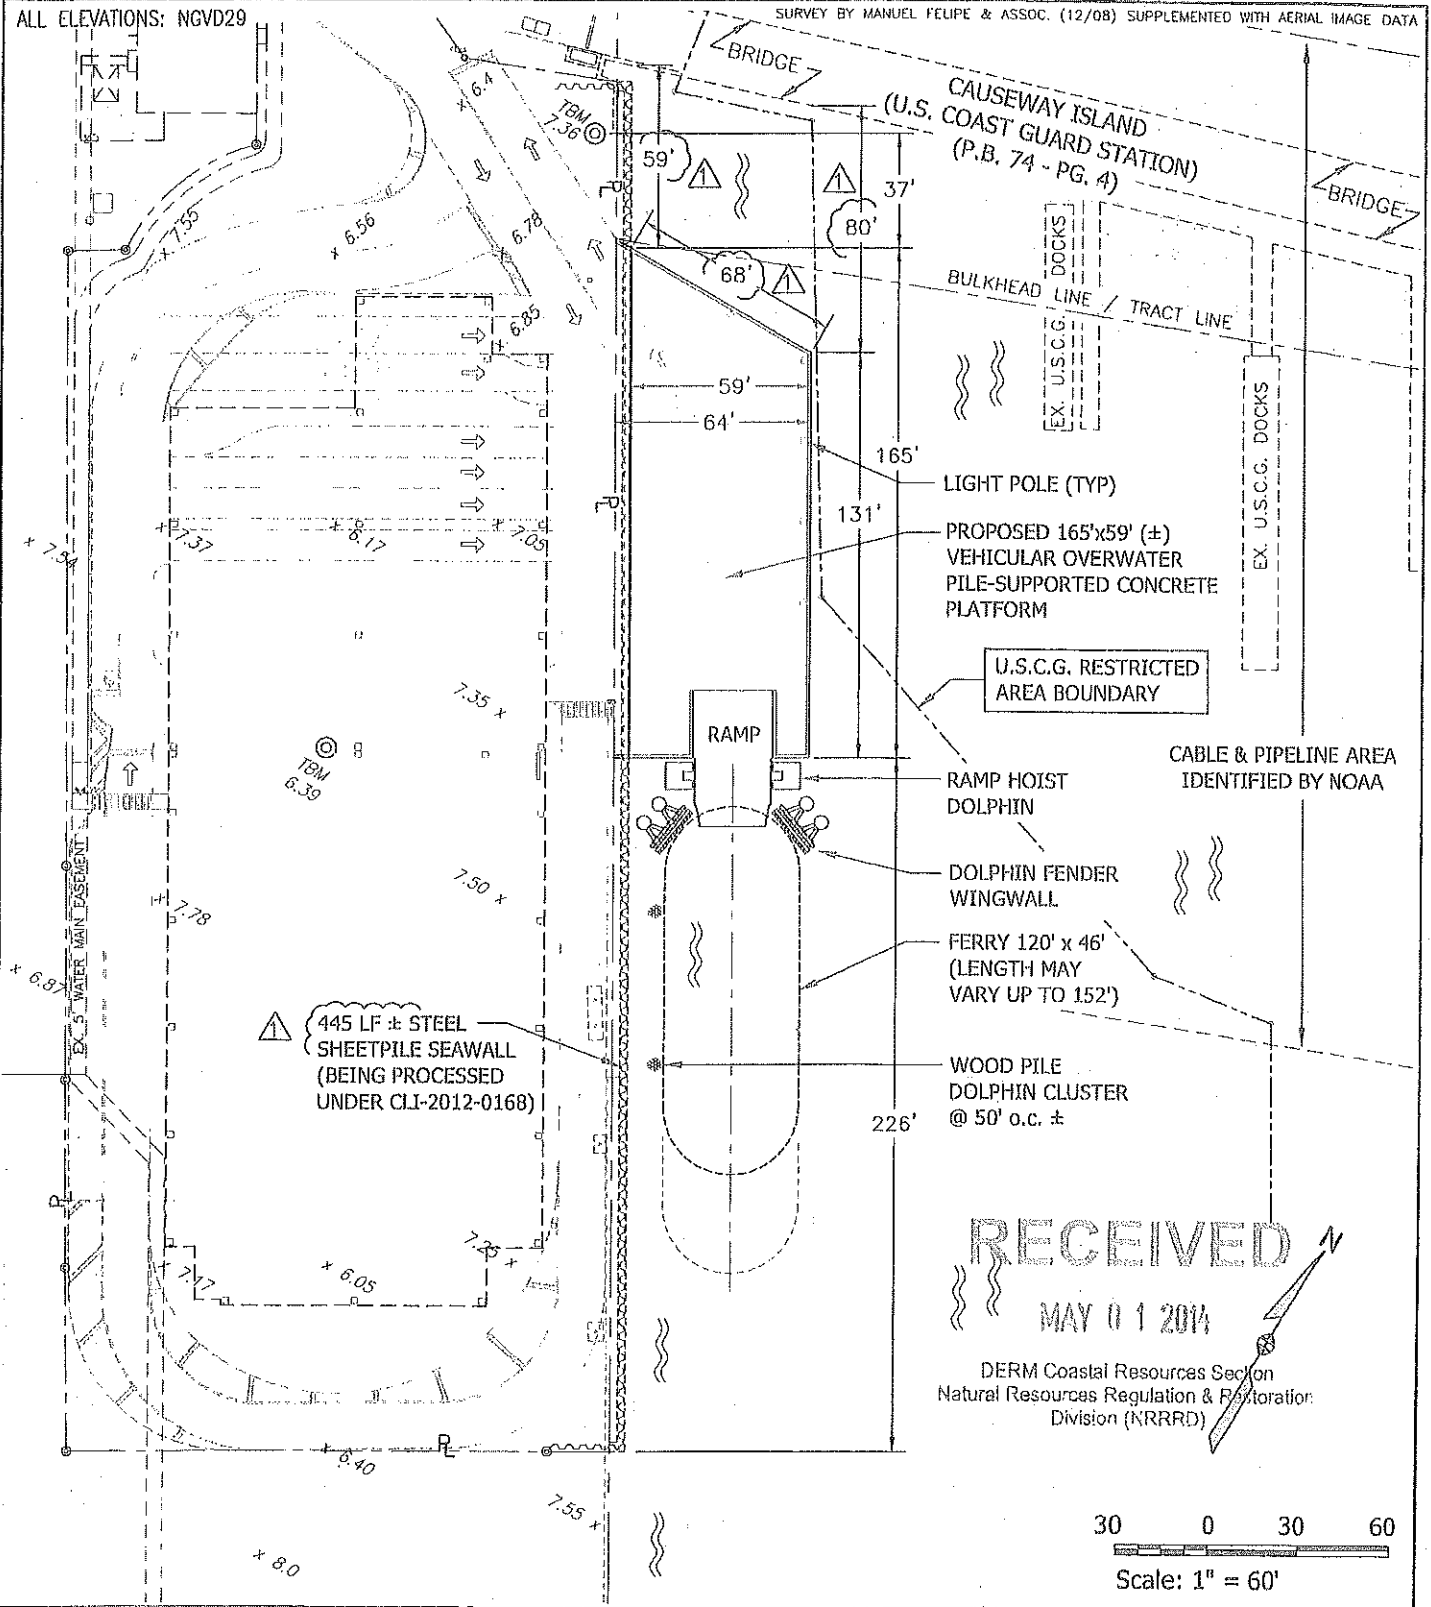 ALL ELEVATIONS: NGVD29
SURVEY BY MANUEL FELIPE & ASSOC. (12/08) SUPPLEMENTED WITH AERIAL IMAGE DATA
BRIDGE
CAUSEWAY ISLAND
(U.S. COAST GUARD STATION)
(P.B. 74 - PG. 4)
BRIDGE
6.4
TBM
7.36
59'
1
1
37'
80'
7.55
6.56
6.78
68'
1
BULKHEAD LINE / TRACT LINE
EX. U.S.C.G. DOCKS
EX. U.S.C.G. DOCKS
6.85
59'
64'
165'
131'
LIGHT POLE (TYP)
PROPOSED 165'x59' (±)
VEHICULAR OVERWATER
PILE-SUPPORTED CONCRETE
PLATFORM
7.37
6.17
7.05
U.S.C.G. RESTRICTED
AREA BOUNDARY
7.35
RAMP
TBM
6.39
CABLE & PIPELINE AREA
IDENTIFIED BY NOAA
RAMP HOIST
DOLPHIN
DOLPHIN FENDER
WINGWALL
7.50
7.78
EX. 5' WATER MAIN EASEMENT
6.87
FERRY 120' x 46'
(LENGTH MAY
VARY UP TO 152')
1
445 LF ± STEEL
SHEETPILE SEAWALL
(BEING PROCESSED
UNDER CLI-2012-0168)
WOOD PILE
DOLPHIN CLUSTER
@ 50' o.c. ±
226'
7.25
7.17
6.05
RECEIVED
MAY 01 2014
DERM Coastal Resources Section
Natural Resources Regulation & Restoration
Division (NRRRD)
N
6.40
7.55
8.0
30 0 30 60
Scale: 1" = 60'